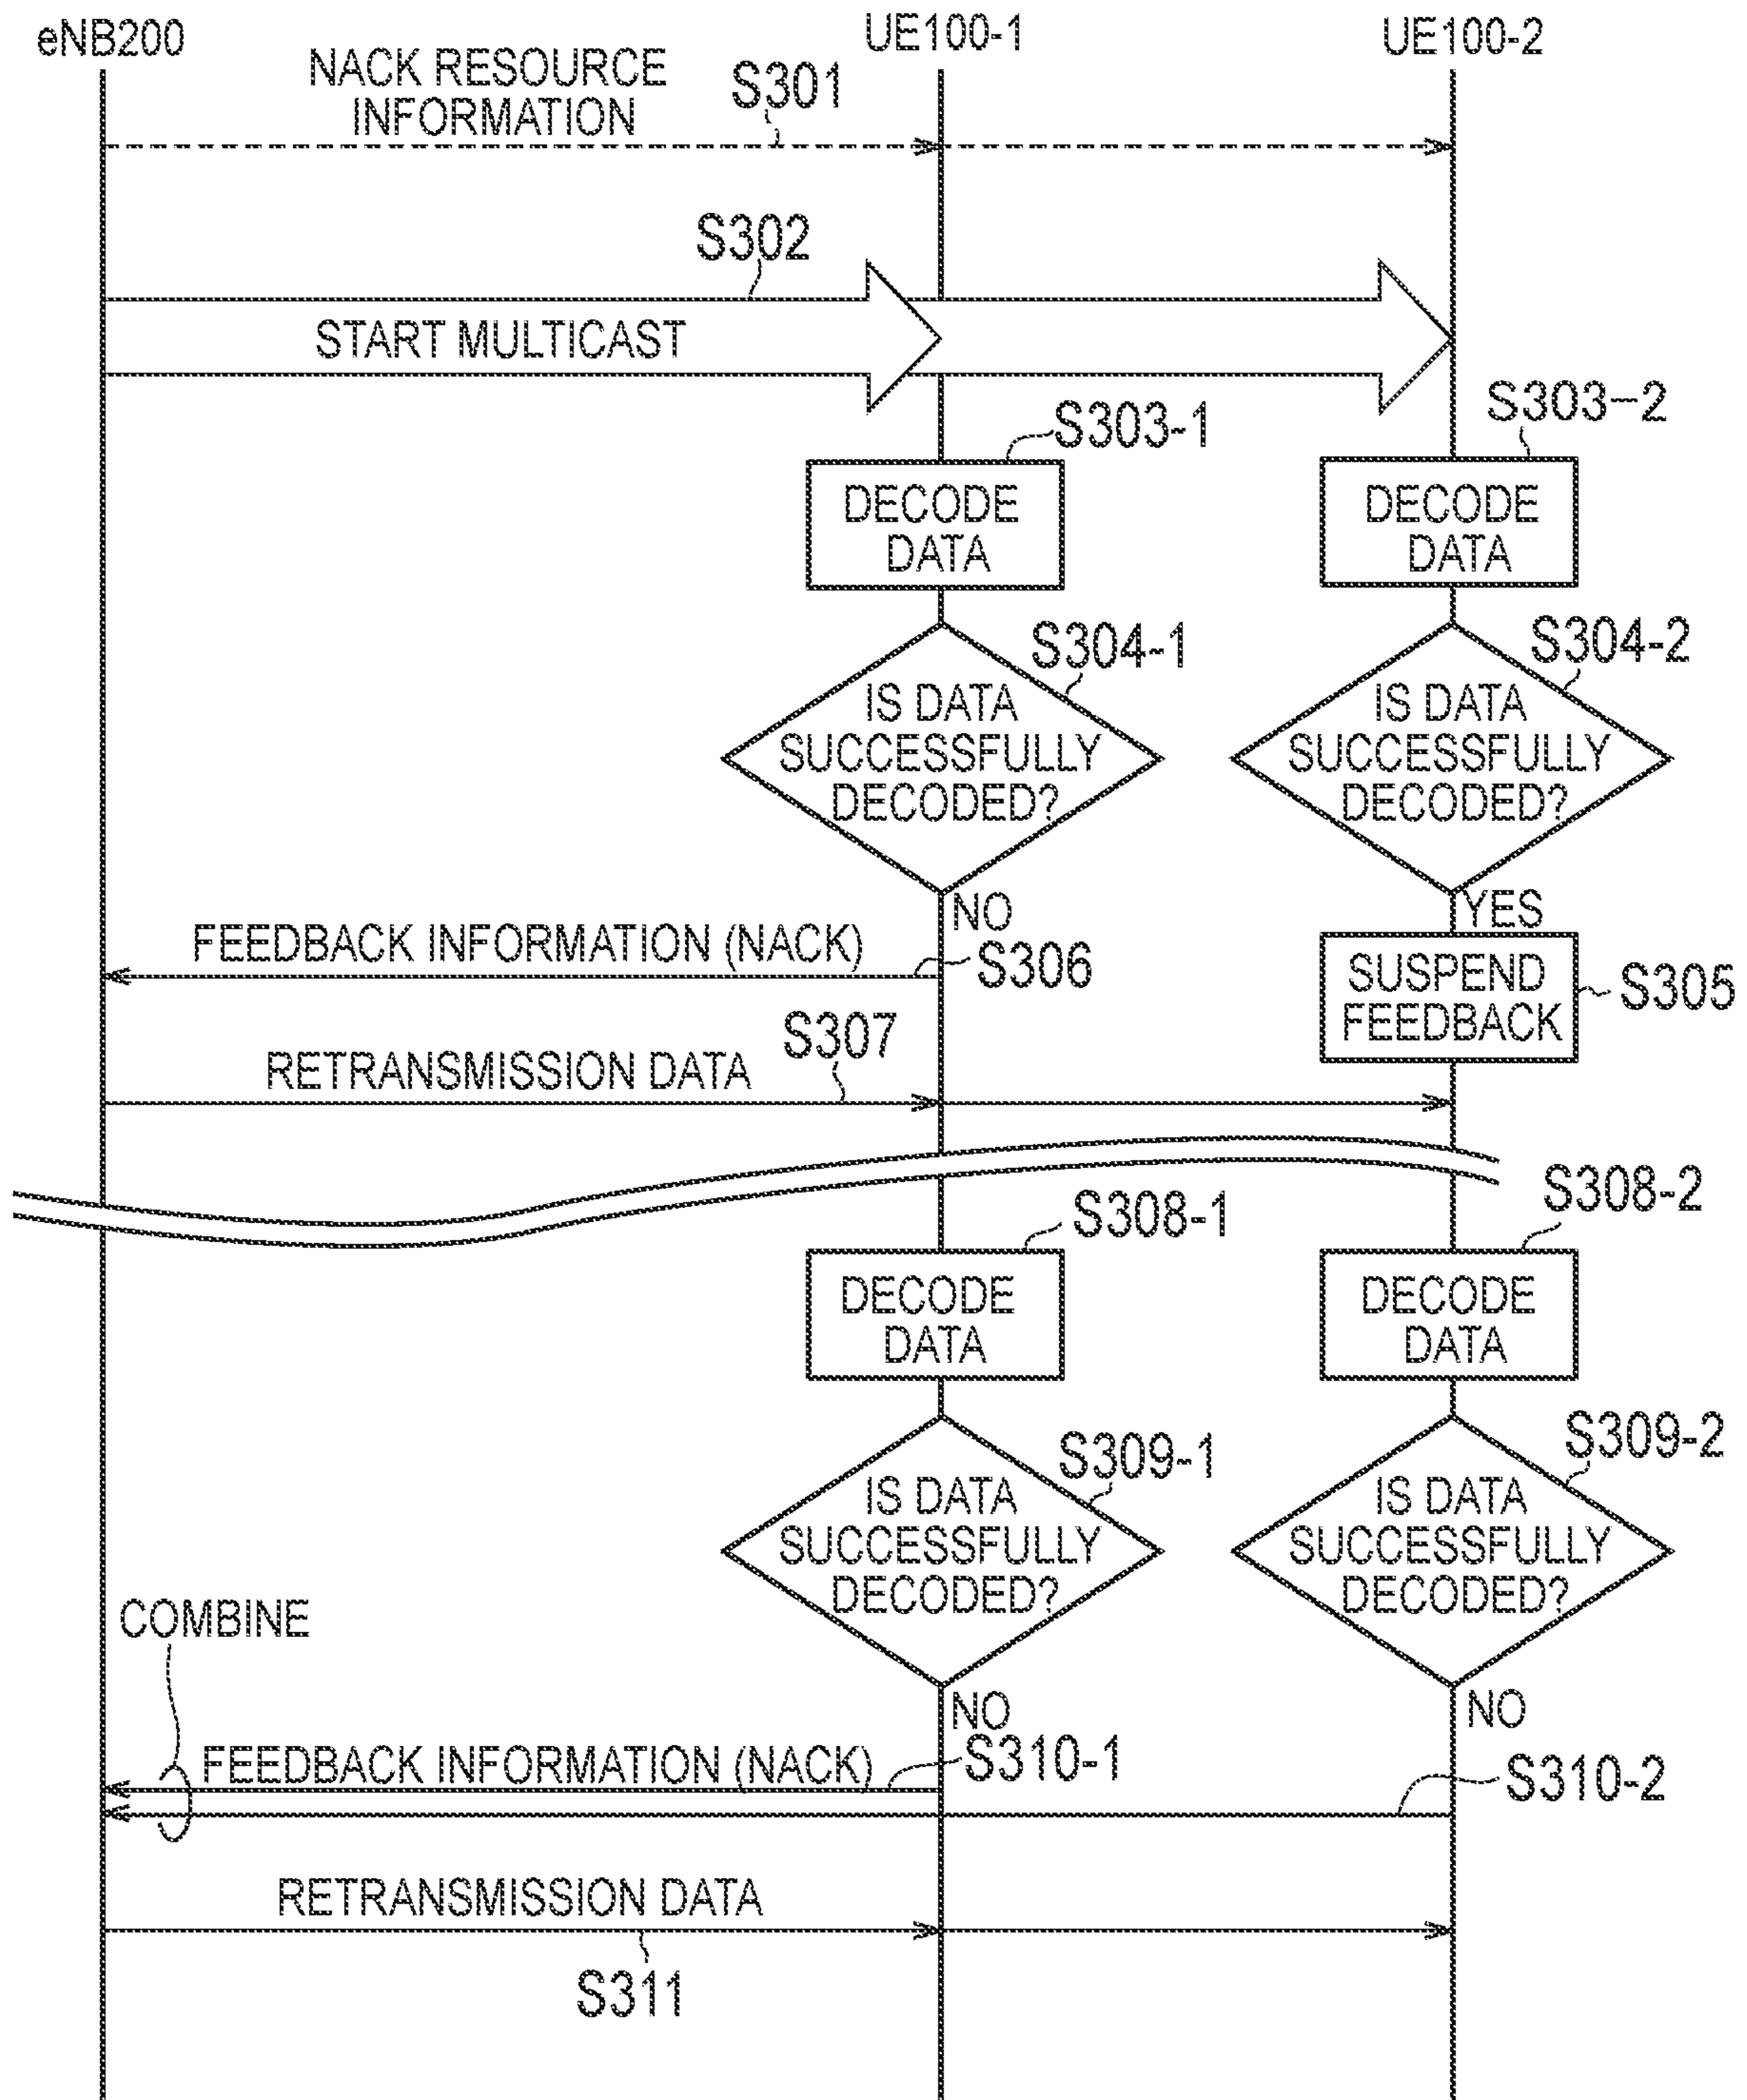 eNB200
UE100-1
UE100-2
NACK RESOURCE
INFORMATION
S301
S302
START MULTICAST
S303-1
S303-2
DECODE
DATA
DECODE
DATA
S304-1
S304-2
IS DATA
SUCCESSFULLY
DECODED?
IS DATA
SUCCESSFULLY
DECODED?
NO
YES
FEEDBACK INFORMATION (NACK)
S306
SUSPEND
FEEDBACK
S305
S307
RETRANSMISSION DATA
S308-1
S308-2
DECODE
DATA
DECODE
DATA
S309-1
S309-2
IS DATA
SUCCESSFULLY
DECODED?
IS DATA
SUCCESSFULLY
DECODED?
COMBINE
NO
NO
FEEDBACK INFORMATION (NACK)
S310-1
S310-2
RETRANSMISSION DATA
S311